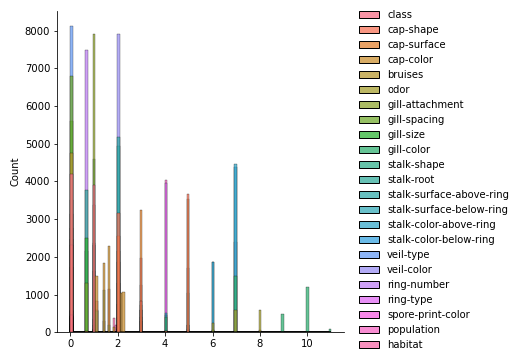 8000
7000
6000
5000
4000
3000
2000
1000
0
Count
0 2 4 6 8 10
class
cap-shape
cap-surface
cap-color
bruises
odor
gill-attachment
gill-spacing
gill-size
gill-color
stalk-shape
stalk-root
stalk-surface-above-ring
stalk-surface-below-ring
stalk-color-above-ring
stalk-color-below-ring
veil-type
veil-color
ring-number
ring-type
spore-print-color
population
habitat